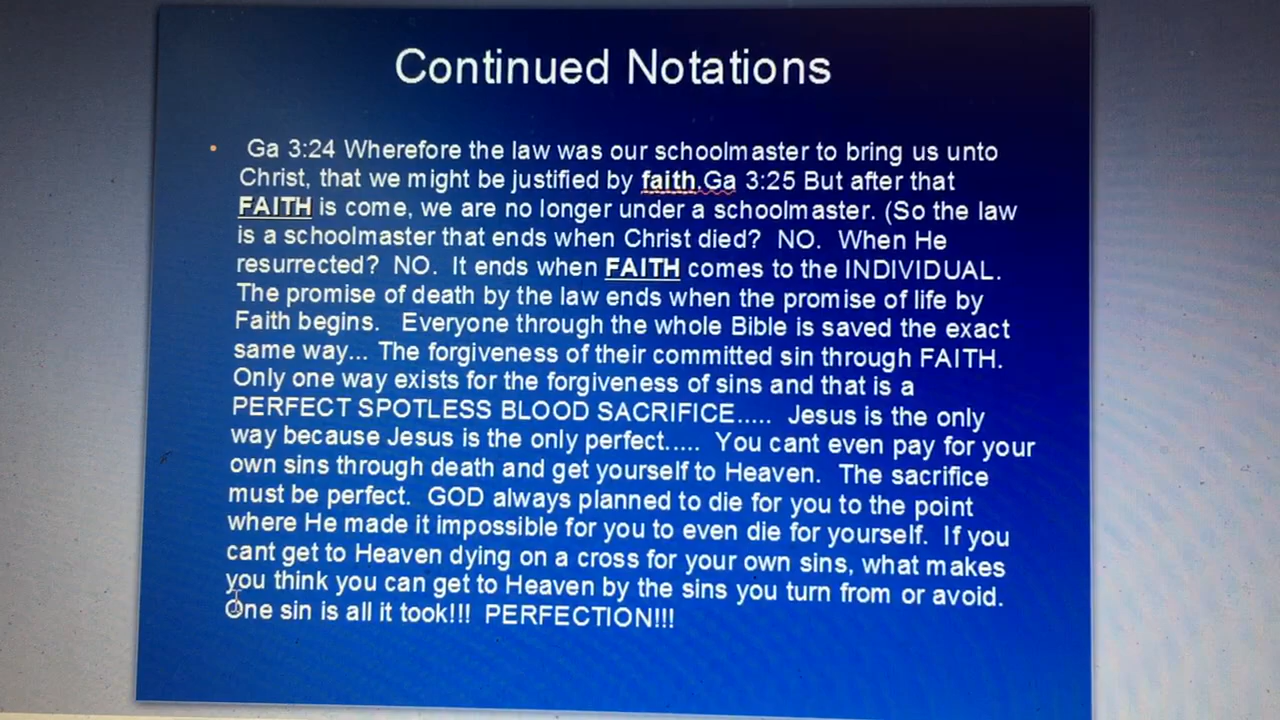 Continued Notations
• Ga 3:24 Wherefore the law was our schoolmaster to bring us unto
Christ, that we might be justified by faith.Ga 3:25 But after that
FAITH is come, we are no longer under a schoolmaster. (So the law
is a schoolmaster that ends when Christ died? NO. When He
resurrected? NO. It ends when FAITH comes to the INDIVIDUAL.
The promise of death by the law ends when the promise of life by
Faith begins. Everyone through the whole Bible is saved the exact
same way... The forgiveness of their committed sin through FAITH.
Only one way exists for the forgiveness of sins and that is a
PERFECT SPOTLESS BLOOD SACRIFICE..... Jesus is the only
way because Jesus is the only perfect..... You cant even pay for your
own sins through death and get yourself to Heaven. The sacrifice
must be perfect. GOD always planned to die for you to the point
where He made it impossible for you to even die for yourself. If you
cant get to Heaven dying on a cross for your own sins, what makes
you think you can get to Heaven by the sins you turn from or avoid.
One sin is all it took!!! PERFECTION!!!